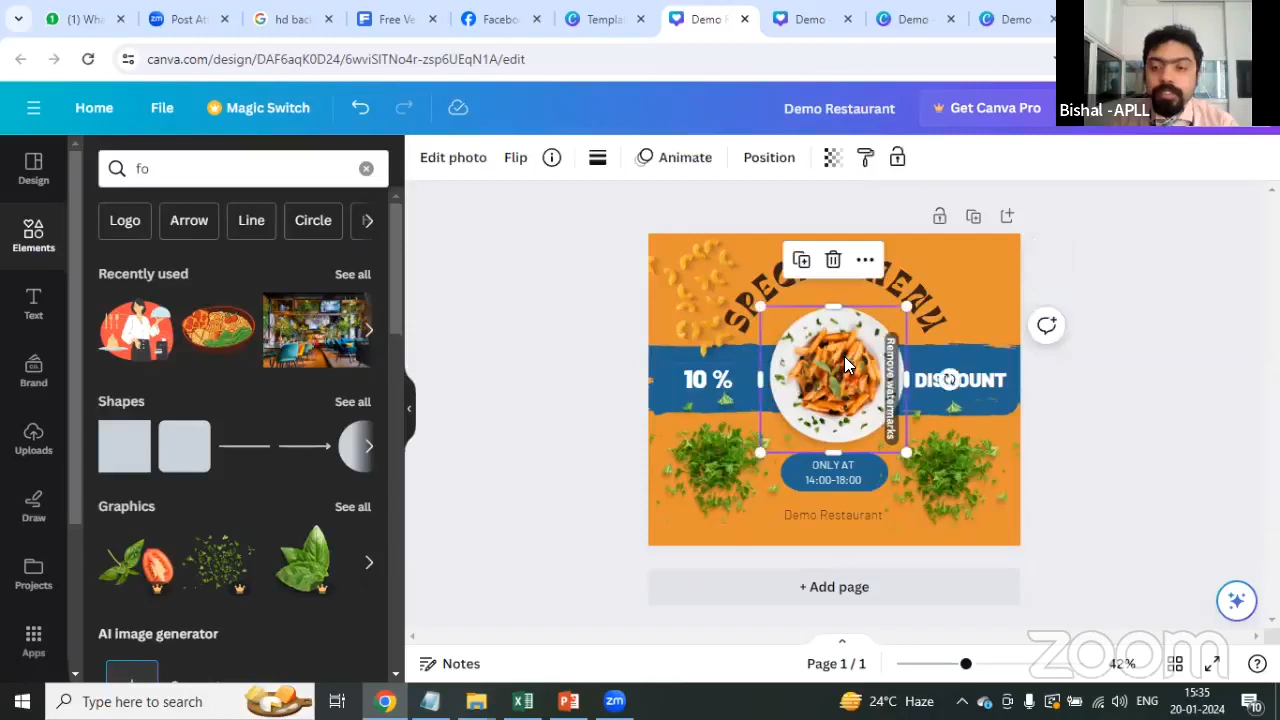 (1) Wha
Post At
hd bac
Free Ve
Facebo
Templa
Demo F
Demo
Demo
Demo
canva.com/design/DAF6aqK0D24/6wviSlTNo4r-zsp6UEqN1A/edit
Bishal -APLL
Home
File
Magic Switch
Demo Restaurant
Get Canva Pro
Design
Elements
Text
Brand
Uploads
Draw
Projects
Apps
fo
Logo
Arrow
Line
Circle
Recently used
See all
Shapes
See all
Graphics
See all
AI image generator
Edit photo
Flip
Animate
Position
10 %
Remove watermarks
DISCOUNT
ONLY AT
14:00-18:00
Demo Restaurant
+ Add page
Notes
Page 1 / 1
42%
zoom
Type here to search
24°C Haze
ENG
15:35
20-01-2024
10